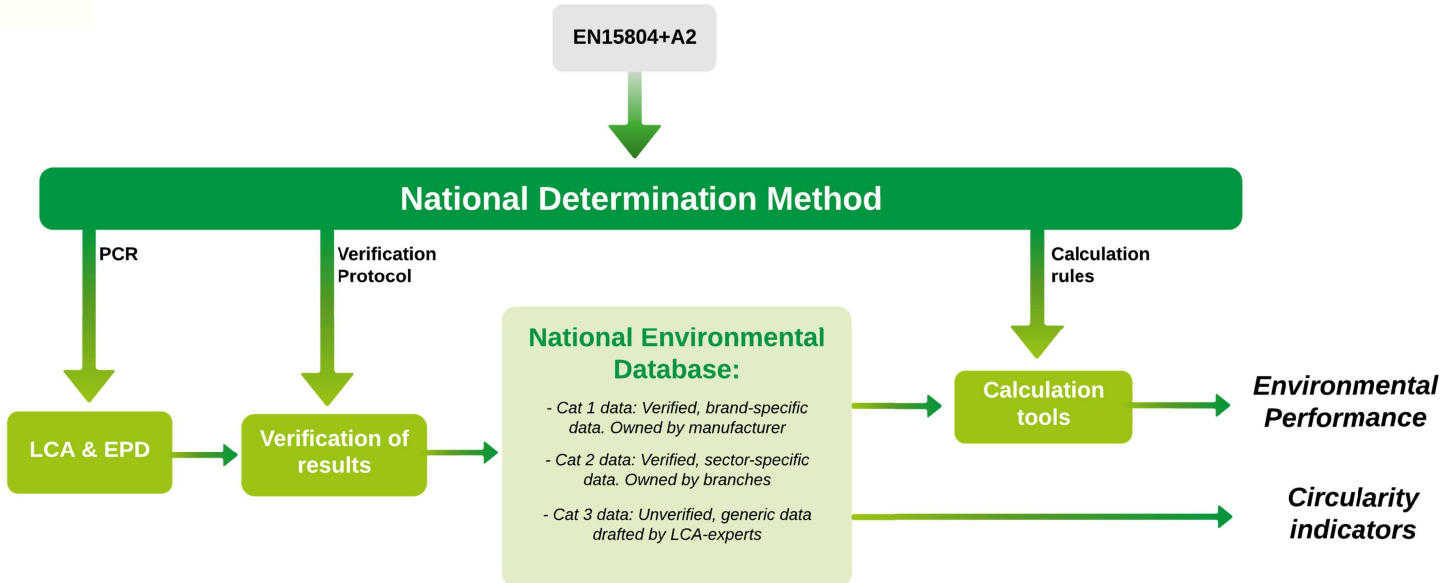 EN15804+A2
National Determination Method
PCR
Verification
Protocol
Calculation
rules
LCA & EPD
Verification of
results
National Environmental
Database:
- Cat 1 data: Verified, brand-specific
data. Owned by manufacturer
- Cat 2 data: Verified, sector-specific
data. Owned by branches
- Cat 3 data: Unverified, generic data
drafted by LCA-experts
Calculation
tools
Environmental
Performance
Circularity
indicators